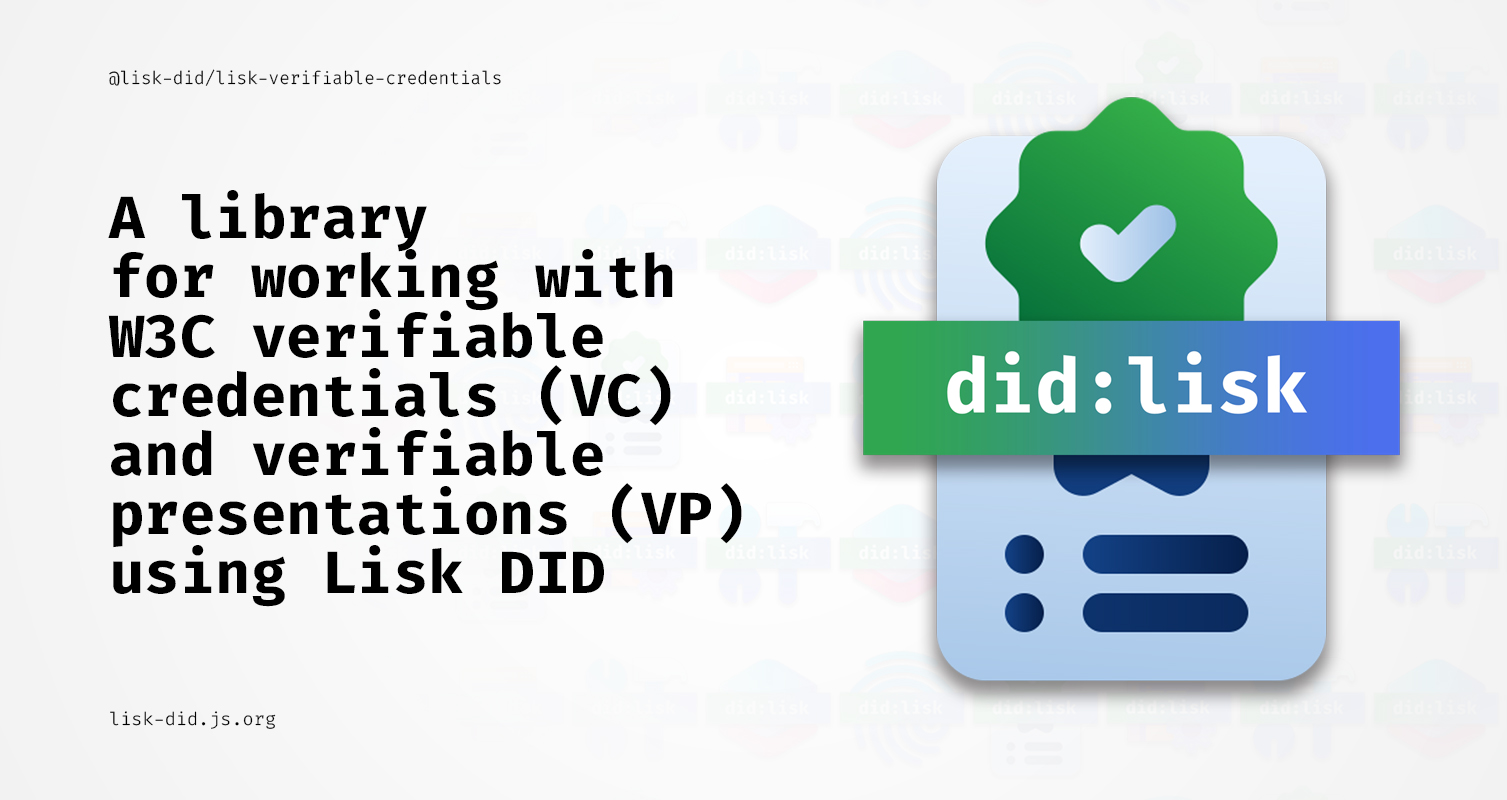 @lisk-did/lisk-verifiable-credentials
A library
for working with
W3C verifiable
credentials (VC)
and verifiable
presentations (VP)
using Lisk DID
did:lisk
lisk-did.js.org